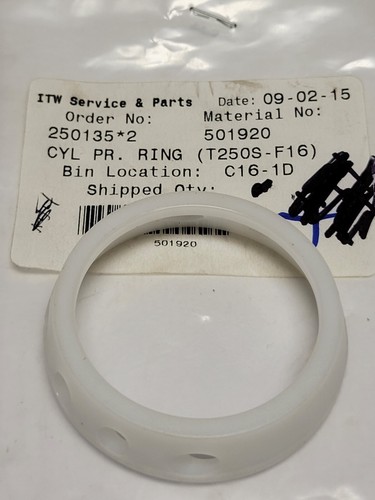 ITW Service & Parts Date: 09-02-15
Order No: Material No:
250135*2 501920
CYL PR. RING (T250S-F16)
Bin Location: C16-1D
Shipped Qty:
501920